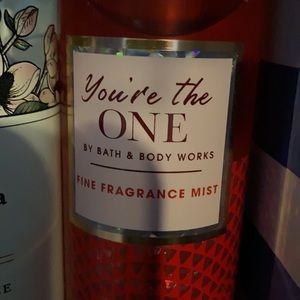 You're the
ONE
BY BATH & BODY WORKS
FINE FRAGRANCE MIST